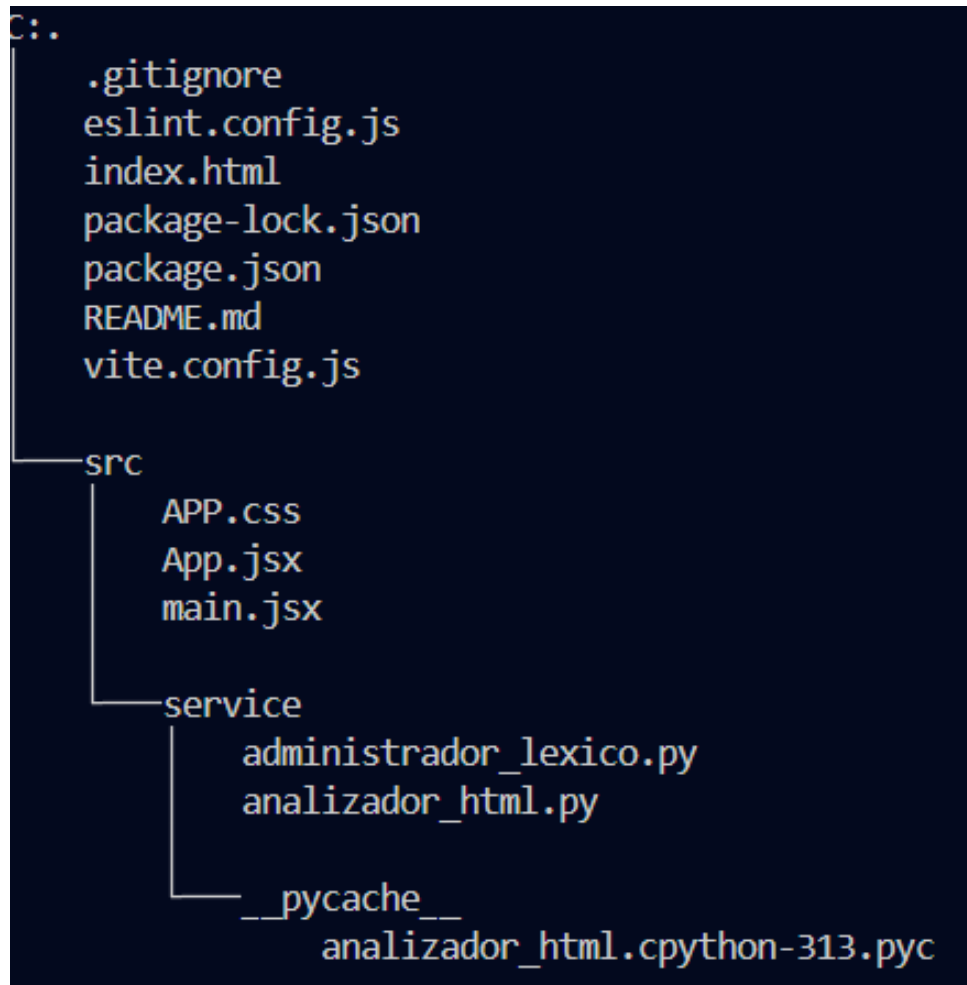 C:.
.gitignore
eslint.config.js
index.html
package-lock.json
package.json
README.md
vite.config.js
src
APP.css
App.jsx
main.jsx
service
administrador_lexico.py
analizador_html.py
__pycache__
analizador_html.cpython-313.pyc